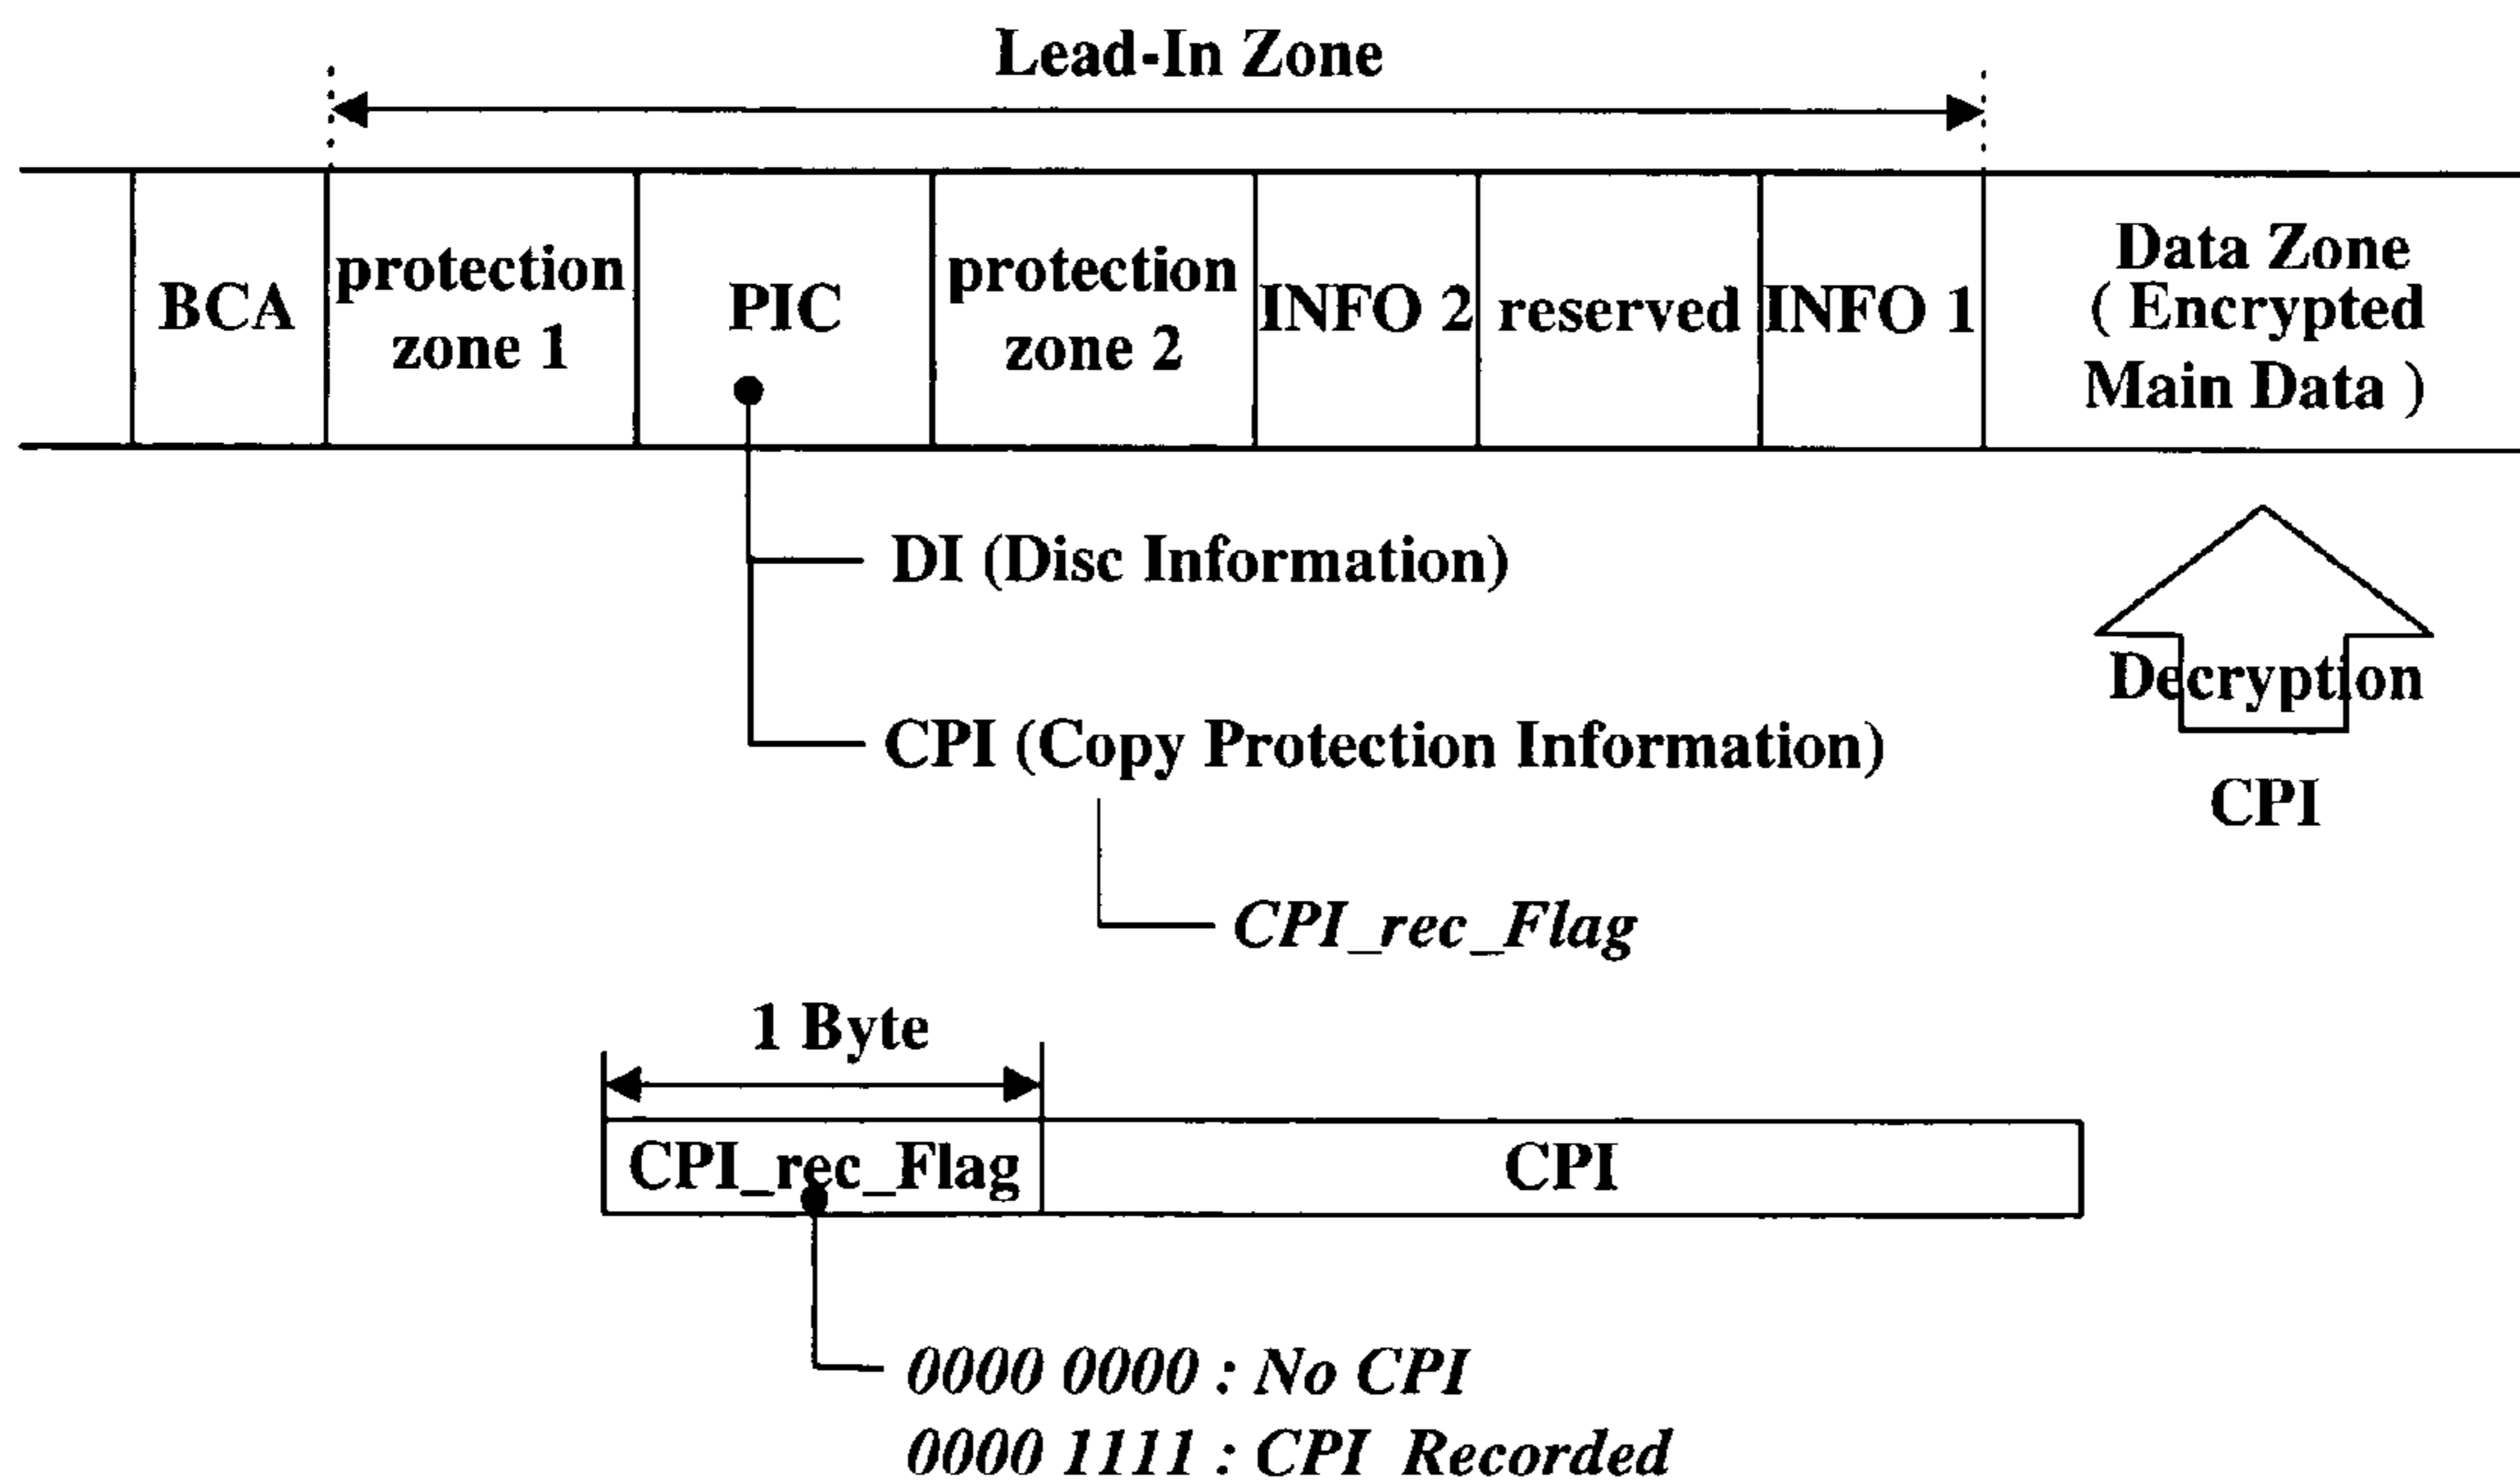 Lead-In Zone
BCA
protection
zone 1
PIC
protection
zone 2
INFO 2
reserved
INFO 1
Data Zone
( Encrypted
Main Data )
DI (Disc Information)
CPI (Copy Protection Information)
CPI_rec_Flag
Decryption
CPI
1 Byte
CPI_rec_Flag
CPI
0000 0000 : No CPI
0000 1111 : CPI Recorded